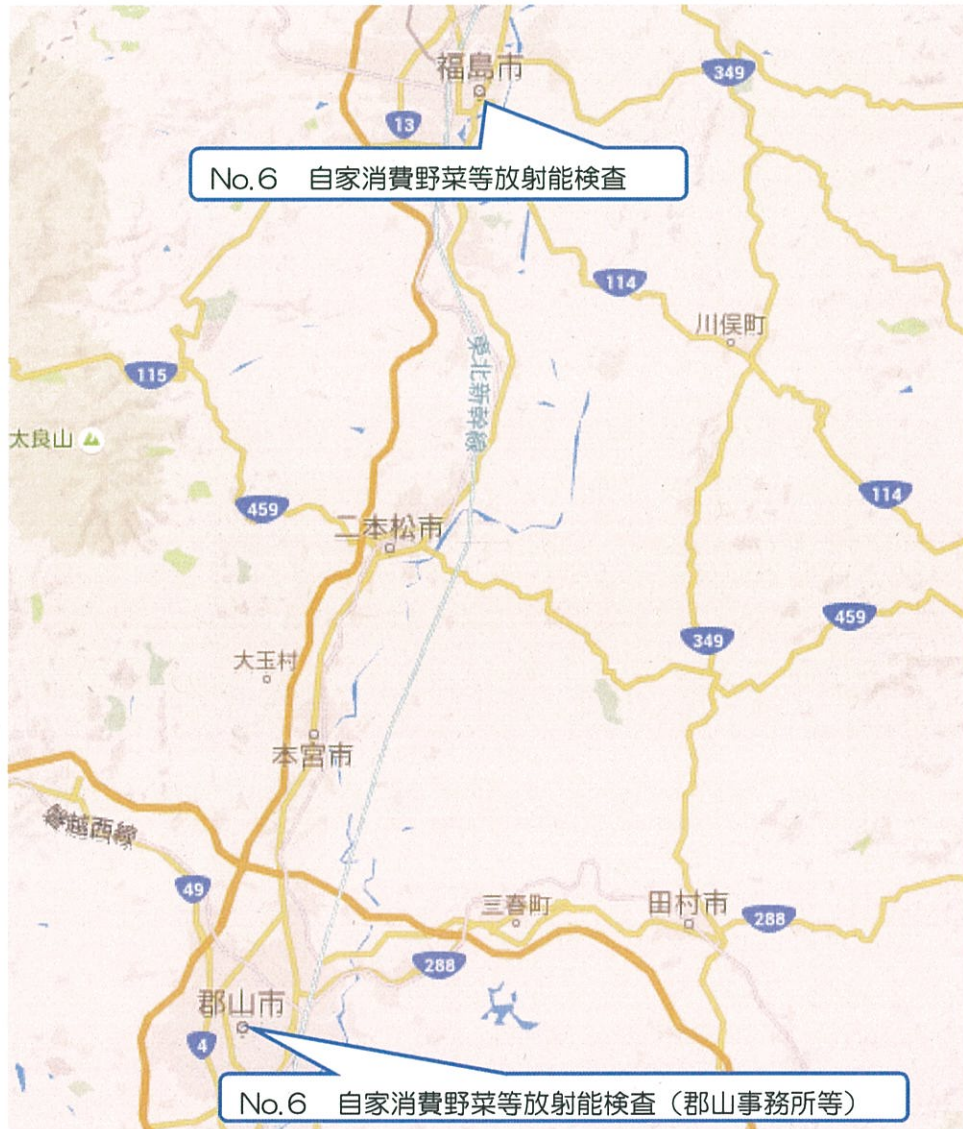 福島市
349
13
No.6 自家消費野菜等放射能検査
114
川俣町
東北新幹線
115
太良山
459
114
二本松市
459
349
大玉村
本宮市
磐越西線
49
三春町
田村市
288
288
郡山市
4
No.6 自家消費野菜等放射能検査（郡山事務所等）